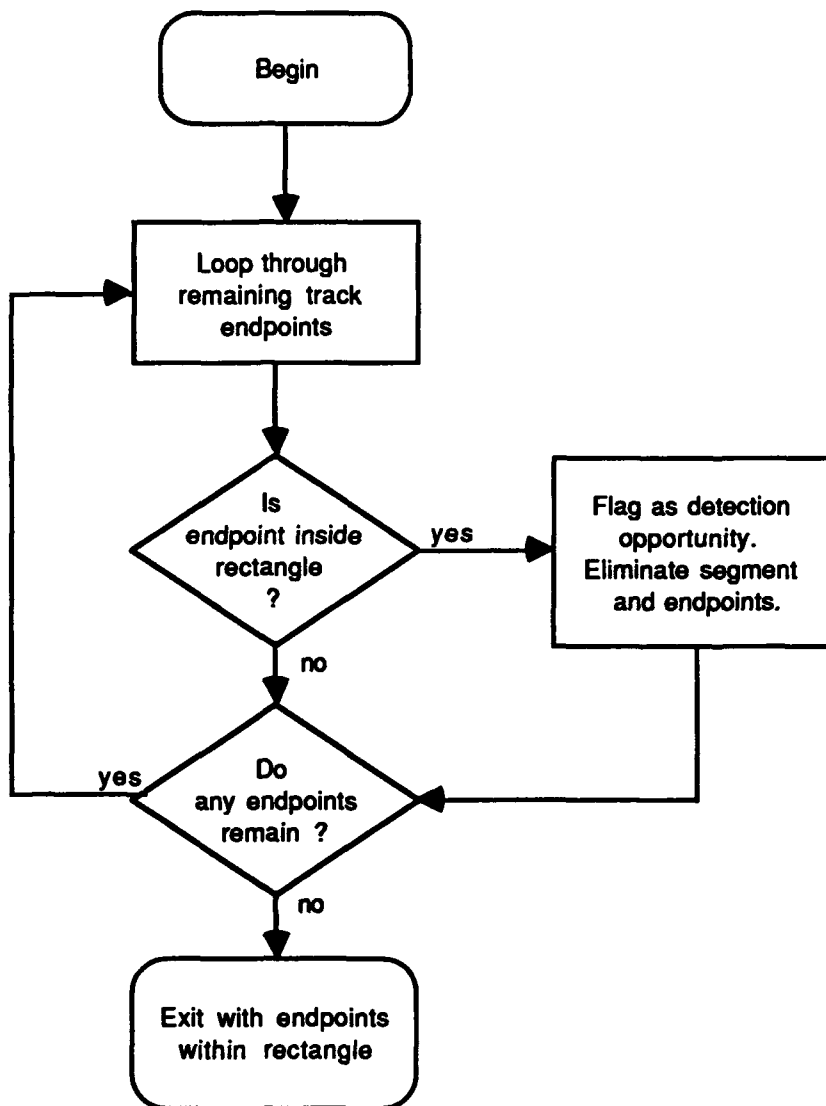 Begin
Loop through
remaining track
endpoints
Is
endpoint inside
rectangle
?
yes
Flag as detection
opportunity.
Eliminate segment
and endpoints.
no
Do
any endpoints
remain ?
yes
no
Exit with endpoints
within rectangle